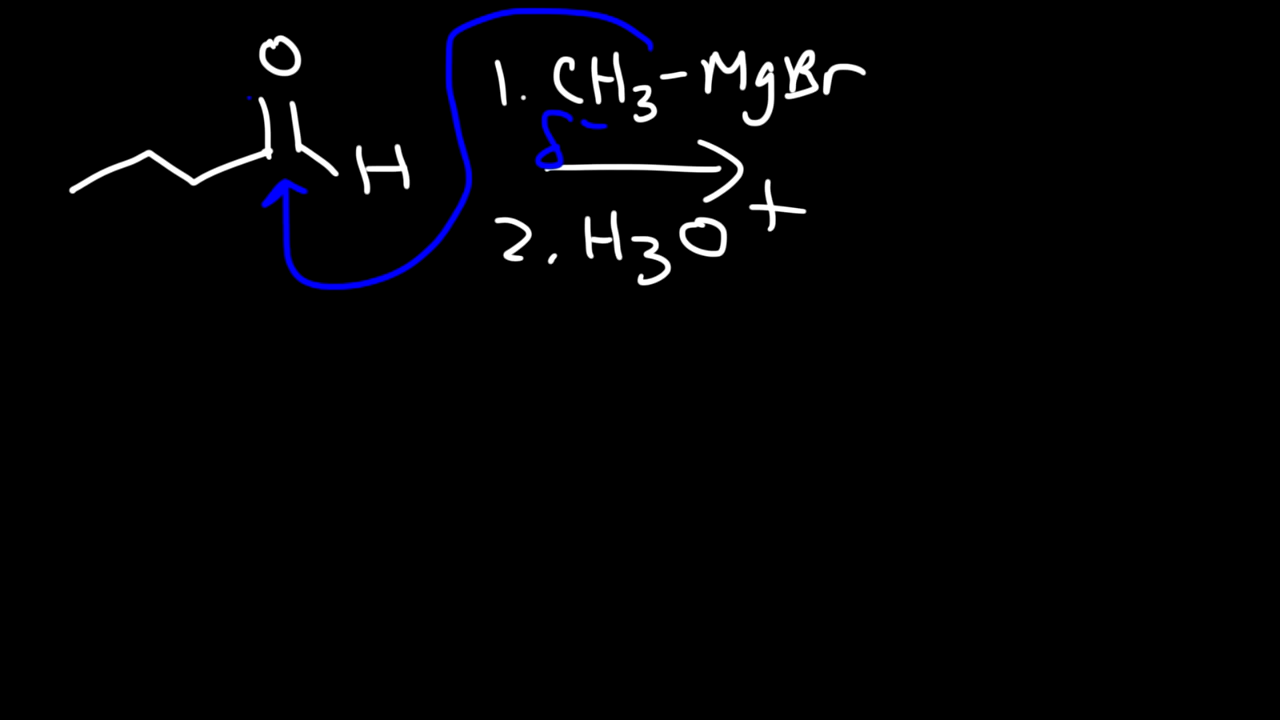 O
H
1. CH₃-MgBr
δ-
2. H₃O+